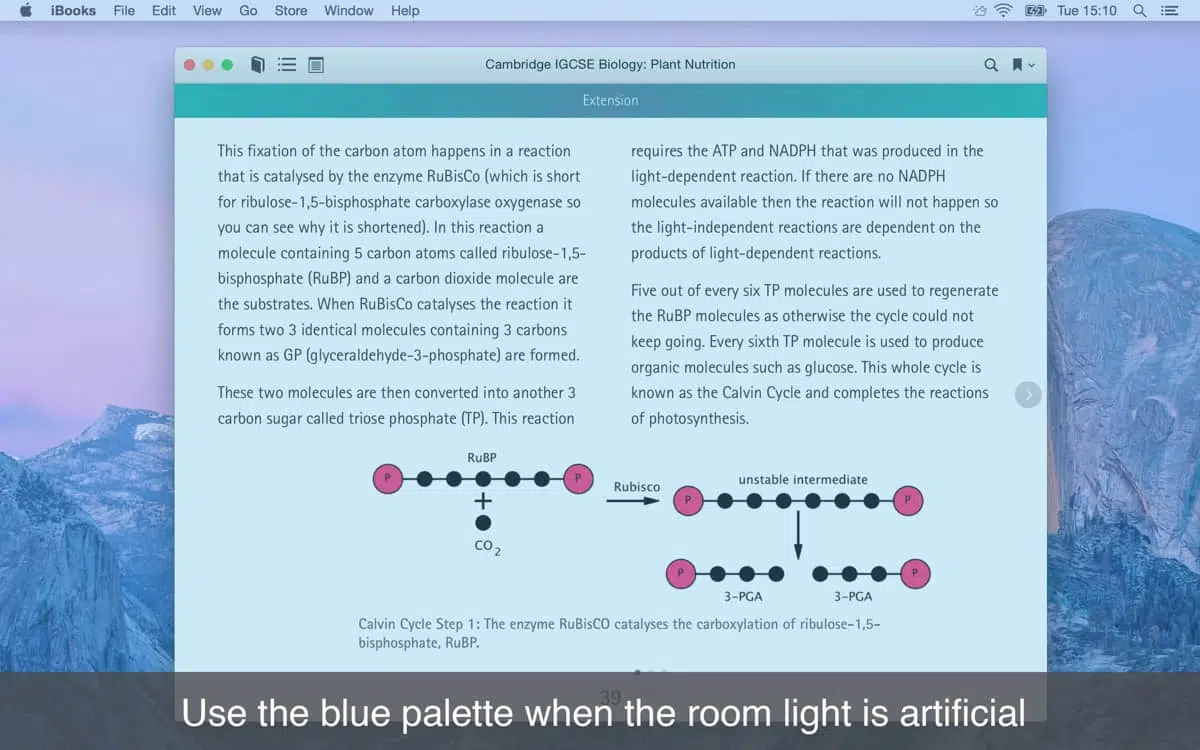 iBooks File Edit View Go Store Window Help Tue 15:10
Cambridge IGCSE Biology: Plant Nutrition
Extension
This fixation of the carbon atom happens in a reaction
that is catalysed by the enzyme RuBisCo (which is short
for ribulose-1,5-bisphosphate carboxylase oxygenase so
you can see why it is shortened). In this reaction a
molecule containing 5 carbon atoms called ribulose-1,5-
bisphosphate (RuBP) and a carbon dioxide molecule are
the substrates. When RuBisCo catalyses the reaction it
forms two 3 identical molecules containing 3 carbons
known as GP (glyceraldehyde-3-phosphate) are formed.
These two molecules are then converted into another 3
carbon sugar called triose phosphate (TP). This reaction
requires the ATP and NADPH that was produced in the
light-dependent reaction. If there are no NADPH
molecules available then the reaction will not happen so
the light-independent reactions are dependent on the
products of light-dependent reactions.
Five out of every six TP molecules are used to regenerate
the RuBP molecules as otherwise the cycle could not
keep going. Every sixth TP molecule is used to produce
organic molecules such as glucose. This whole cycle is
known as the Calvin Cycle and completes the reactions
of photosynthesis.
RuBP
P P
+
CO2
Rubisco
unstable intermediate
P P
P P
3-PGA 3-PGA
Calvin Cycle Step 1: The enzyme RuBisCO catalyses the carboxylation of ribulose-1,5-
bisphosphate, RuBP.
39
Use the blue palette when the room light is artificial